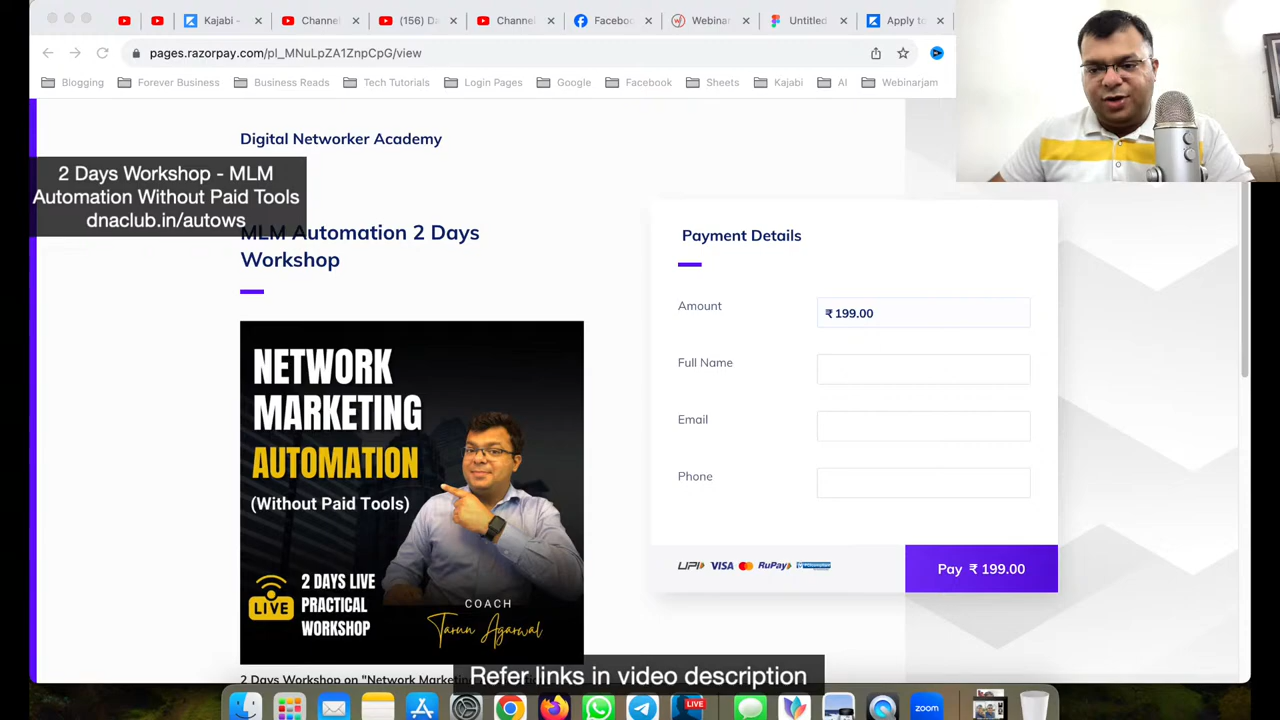 Kajabi -
Channel
(156) Da
Channel
Faceboo
Webinar
Untitled
Apply to
pages.razorpay.com/pl_MNuLpZA1ZnpCpG/view
Blogging
Forever Business
Business Reads
Tech Tutorials
Login Pages
Google
Facebook
Sheets
Kajabi
AI
Webinarjam
Digital Networker Academy
2 Days Workshop - MLM
Automation Without Paid Tools
dnaclub.in/autows
MLM Automation 2 Days
Workshop
NETWORK
MARKETING
AUTOMATION
(Without Paid Tools)
LIVE
2 DAYS LIVE
PRACTICAL
WORKSHOP
COACH
Tarun Agarwal
2 Days Workshop on "Network Market
Payment Details
Amount
₹ 199.00
Full Name
Email
Phone
UPI VISA RuPay
Pay ₹ 199.00
Refer links in video description
LIVE
zoom